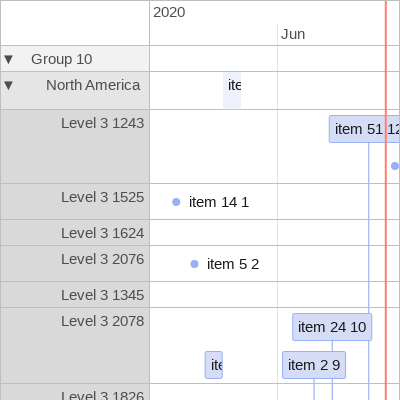 2020
Jun
▼ Group 10
▼ North America
ite
Level 3 1243
item 51 12
Level 3 1525
item 14 1
Level 3 1624
Level 3 2076
item 5 2
Level 3 1345
Level 3 2078
item 24 10
ite
item 2 9
Level 3 1826